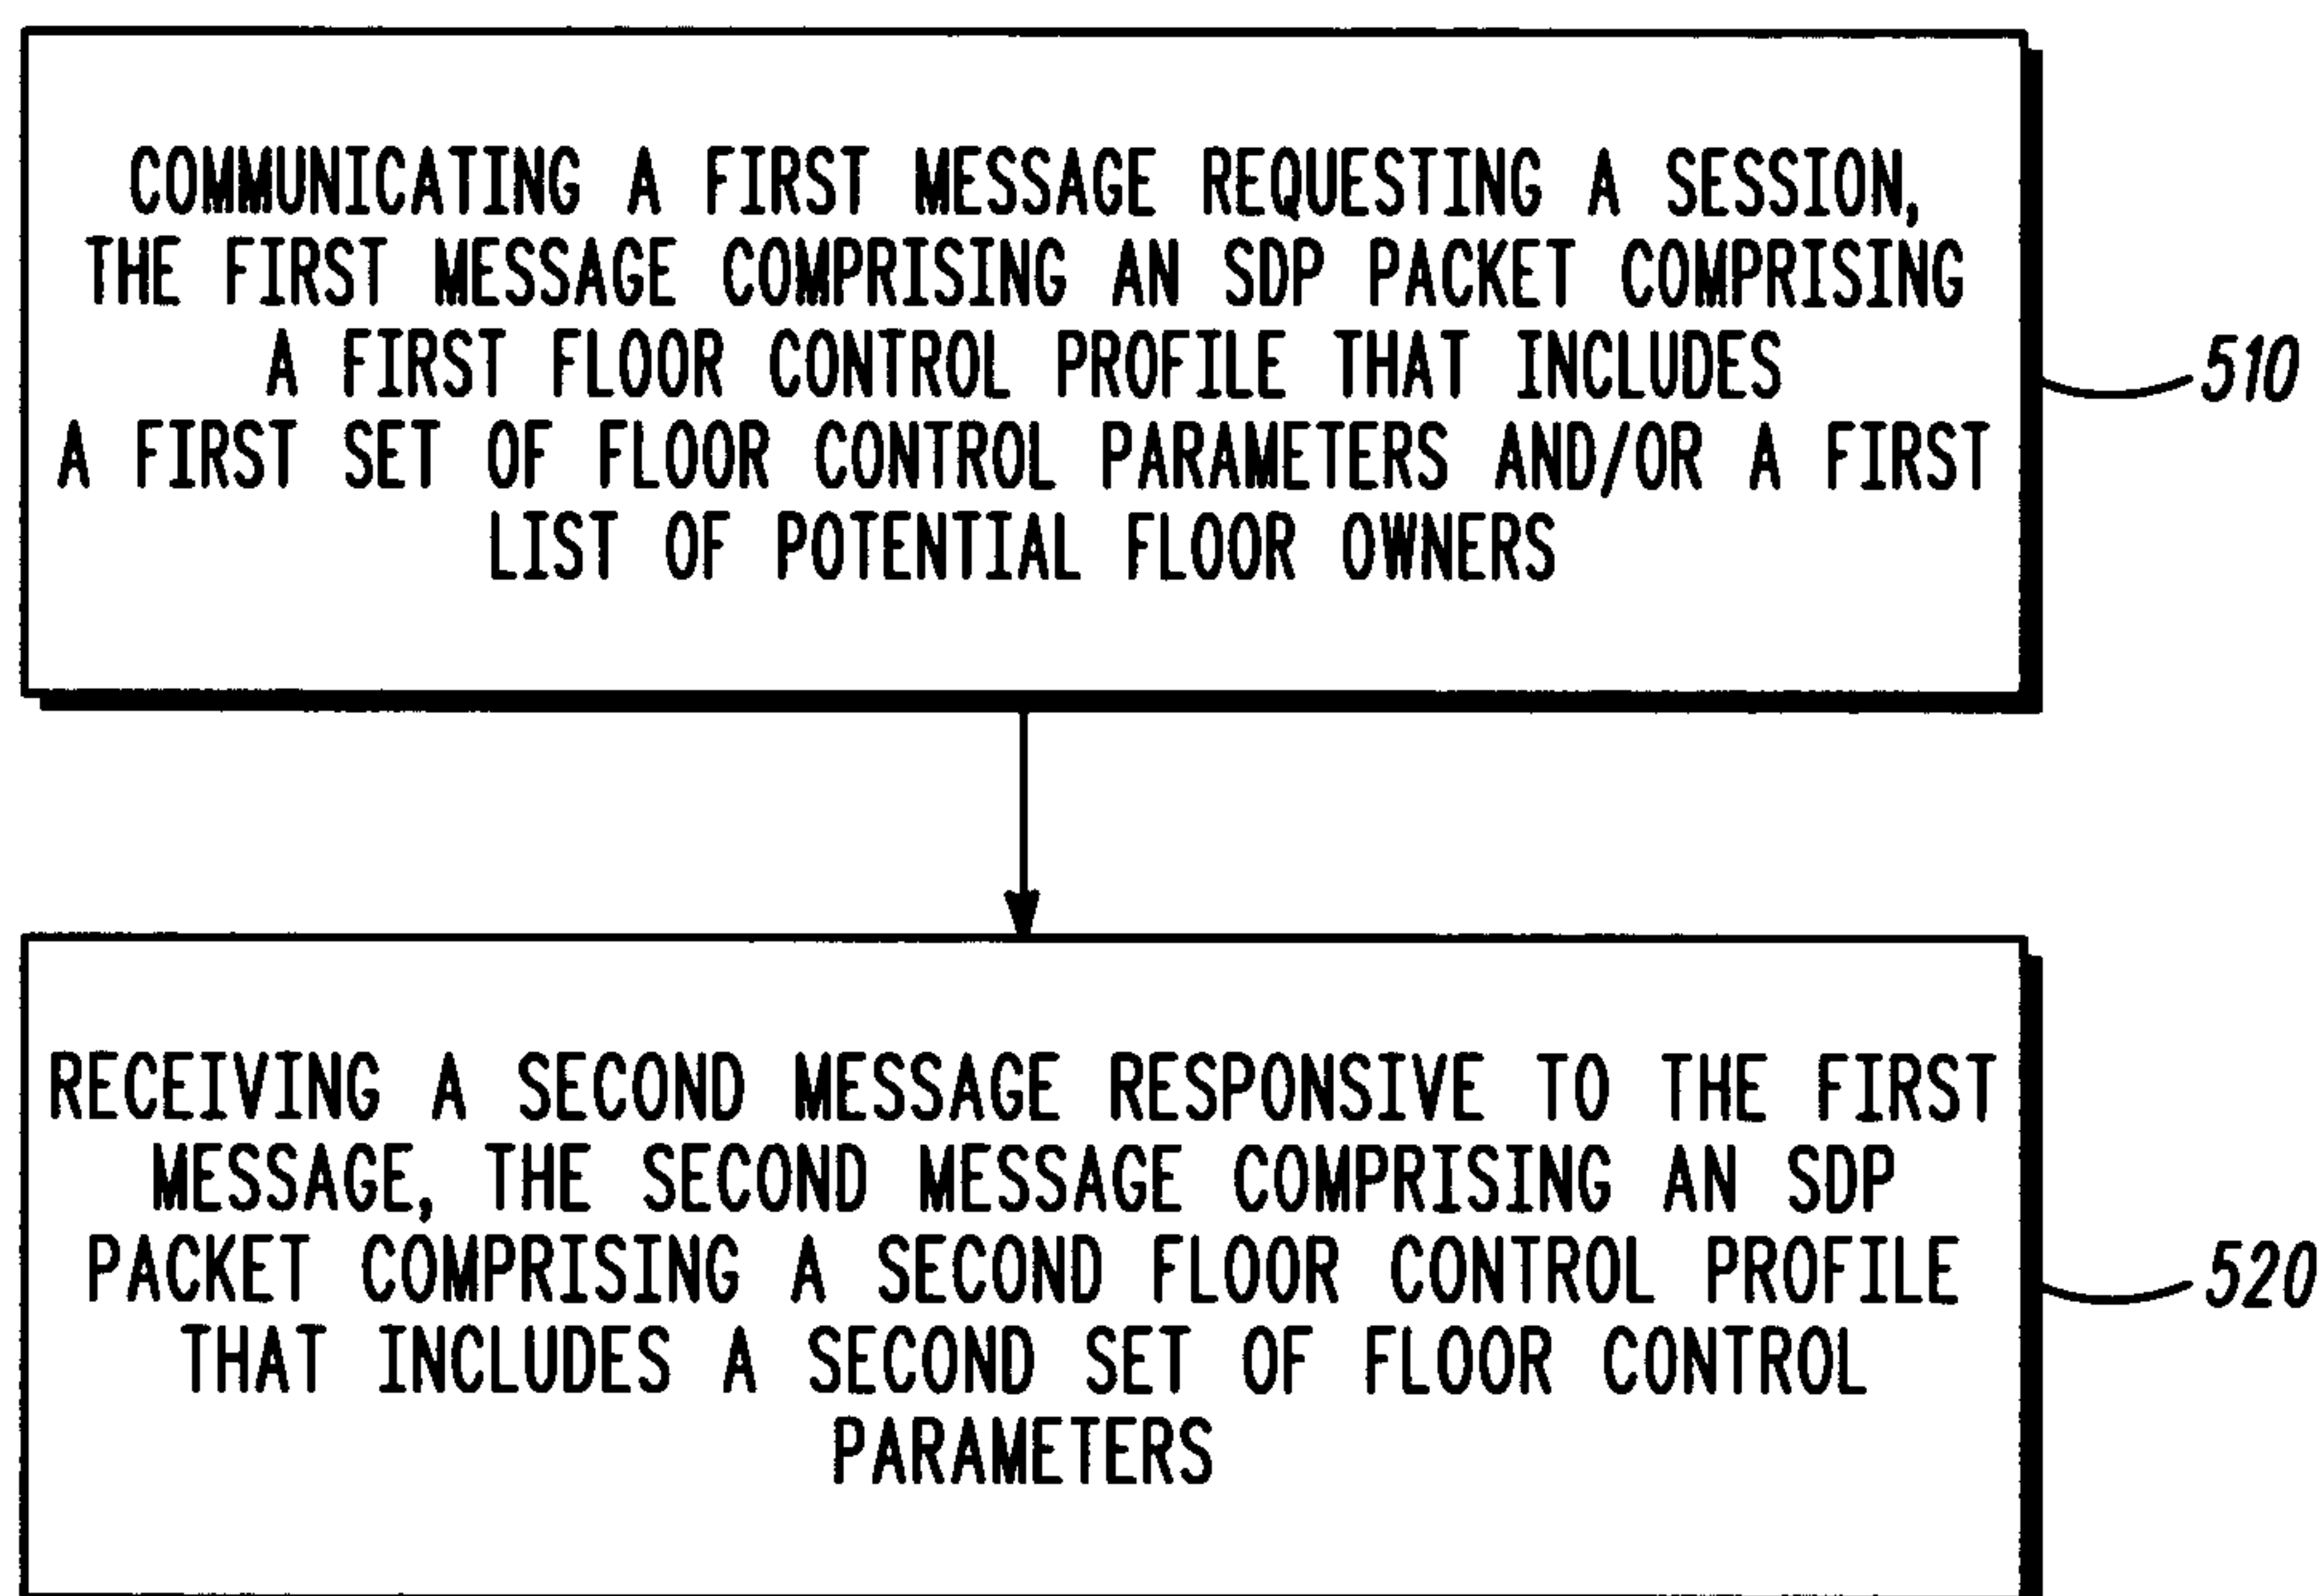 COMMUNICATING A FIRST MESSAGE REQUESTING A SESSION,
THE FIRST MESSAGE COMPRISING AN SDP PACKET COMPRISING
A FIRST FLOOR CONTROL PROFILE THAT INCLUDES
A FIRST SET OF FLOOR CONTROL PARAMETERS AND/OR A FIRST
LIST OF POTENTIAL FLOOR OWNERS
510
RECEIVING A SECOND MESSAGE RESPONSIVE TO THE FIRST
MESSAGE, THE SECOND MESSAGE COMPRISING AN SDP
PACKET COMPRISING A SECOND FLOOR CONTROL PROFILE
THAT INCLUDES A SECOND SET OF FLOOR CONTROL
PARAMETERS
520